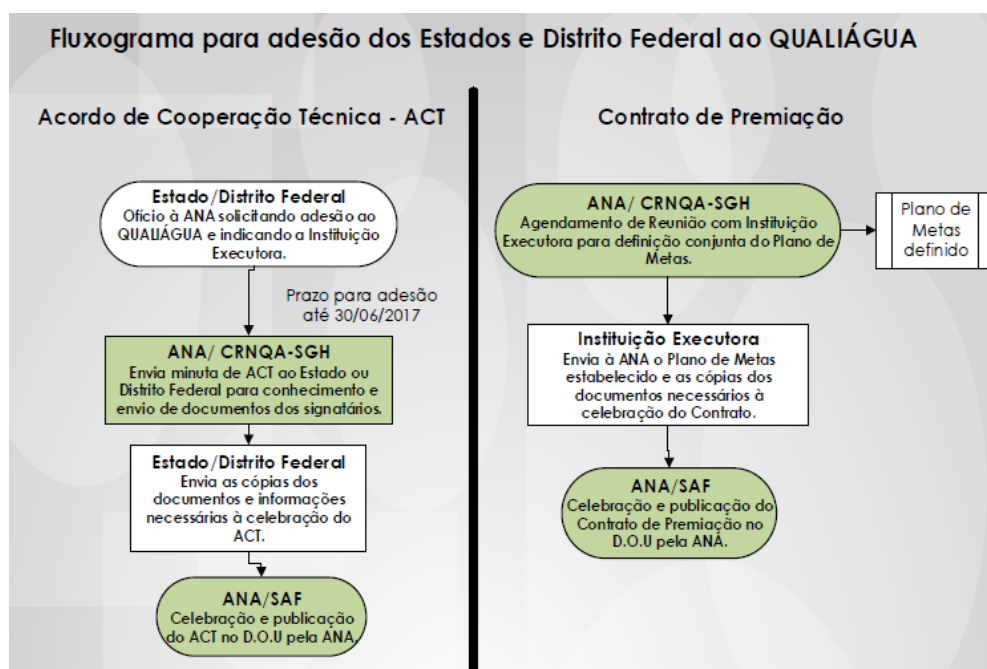 Fluxograma para adesão dos Estados e Distrito Federal ao QUALIÁGUA
Acordo de Cooperação Técnica - ACT
Estado/Distrito Federal
Ofício à ANA solicitando adesão ao
QUALIÁGUA e indicando a Instituição
Executora.
Prazo para adesão
até 30/06/2017
ANA/ CRNQA-SGH
Envia minuta de ACT ao Estado ou
Distrito Federal para conhecimento e
envio de documentos dos signatários.
Estado/Distrito Federal
Envia as cópias dos
documentos e informações
necessárias à celebração do
ACT.
ANA/SAF
Celebração e publicação
do ACT no D.O.U pela ANA.
Contrato de Premiação
ANA/ CRNQA-SGH
Agendamento de Reunião com Instituição
Executora para definição conjunta do Plano de
Metas.
Plano de
Metas
definido
Instituição Executora
Envia à ANA o Plano de Metas
estabelecido e as cópias dos
documentos necessários à
celebração do Contrato.
ANA/SAF
Celebração e publicação do
Contrato de Premiação no
D.O.U pela ANA.